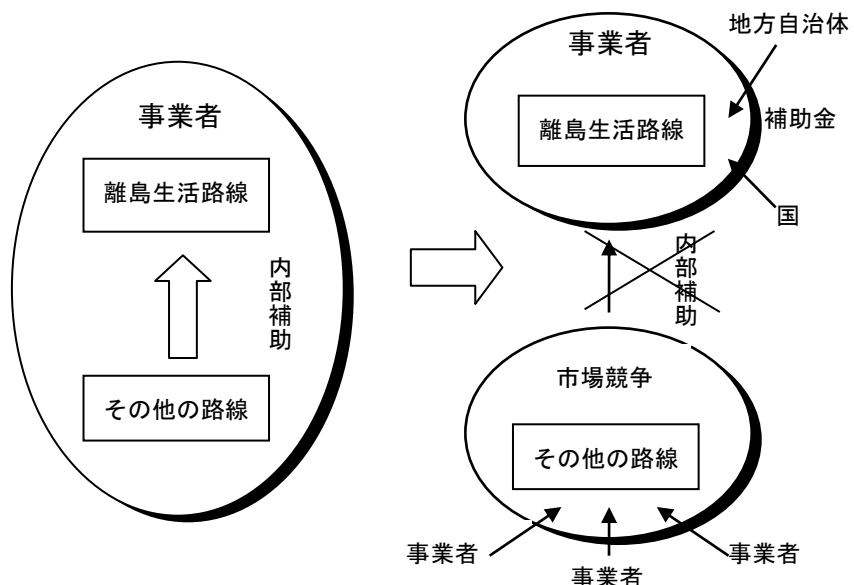 事業者
離島生活路線
内部補助
その他の路線
事業者
離島生活路線
地方自治体
補助金
国
内部補助
市場競争
その他の路線
事業者
事業者
事業者